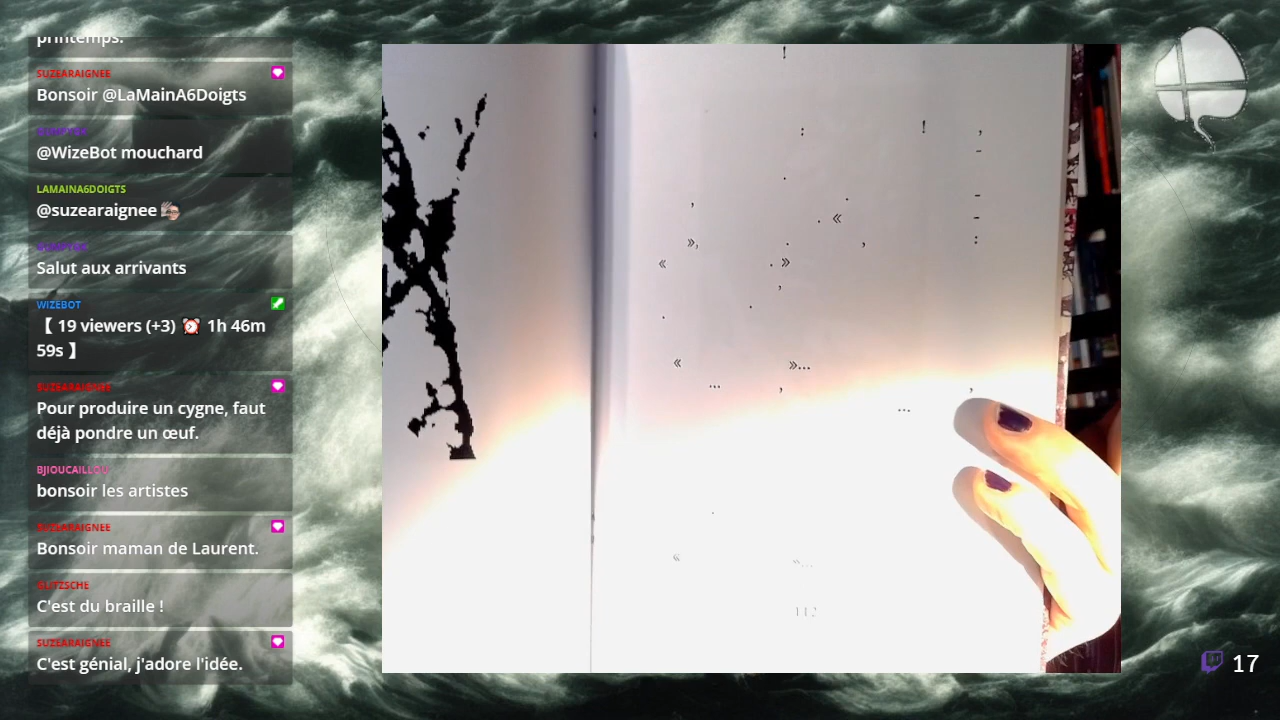 printemps.
SUZEARAIGNEE
Bonsoir @LaMainA6Doigts
@WizeBot mouchard
LAMAINA6DOIGTS
@suzearaignee
Salut aux arrivants
WIZEBOT
【 19 viewers (+3) ⏰ 1h 46m
59s 】
SUZEARAIGNEE
Pour produire un cygne, faut
déjà pondre un œuf.
BJIOUCAILLOU
bonsoir les artistes
SUZEARAIGNEE
Bonsoir maman de Laurent.
C'est du braille !
SUZEARAIGNEE
C'est génial, j'adore l'idée.
!
: ! ,
-
.
, . -
. « -
», . , :
« . »
,
.
.
« »...
... ,
... ,
.
« »...
17